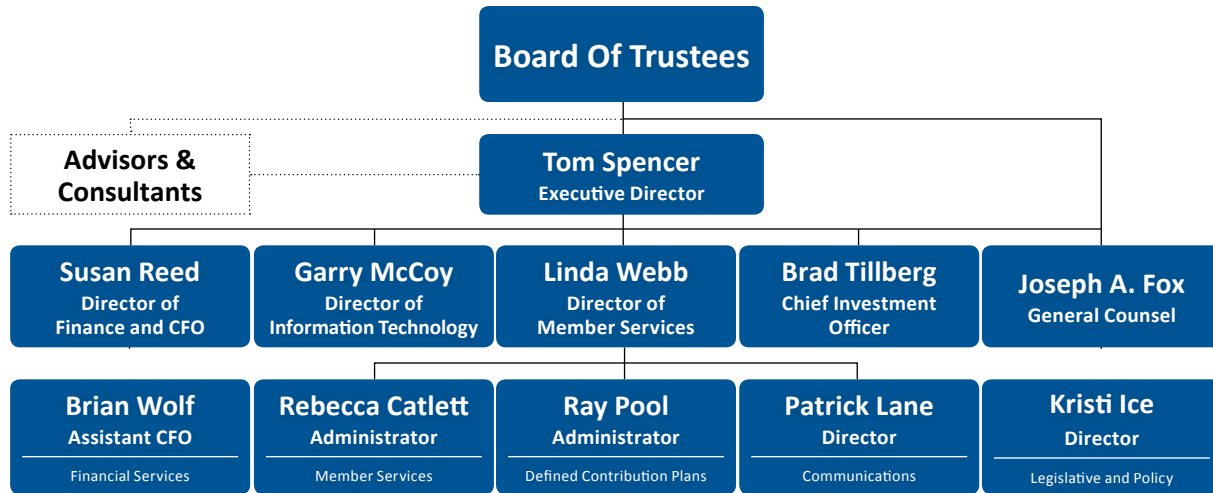 Board Of Trustees
Advisors &
Consultants
Tom Spencer
Executive Director
Susan Reed
Director of
Finance and CFO
Garry McCoy
Director of
Information Technology
Linda Webb
Director of
Member Services
Brad Tillberg
Chief Investment
Officer
Joseph A. Fox
General Counsel
Brian Wolf
Assistant CFO
Financial Services
Rebecca Catlett
Administrator
Member Services
Ray Pool
Administrator
Defined Contribution Plans
Patrick Lane
Director
Communications
Kristi Ice
Director
Legislative and Policy